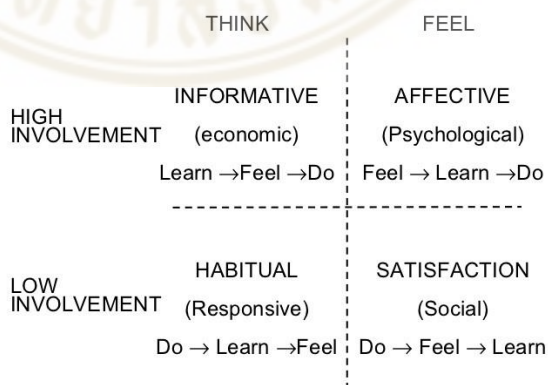 THINK FEEL
HIGH INVOLVEMENT
INFORMATIVE
(economic)
Learn →Feel →Do
AFFECTIVE
(Psychological)
Feel → Learn →Do
LOW INVOLVEMENT
HABITUAL
(Responsive)
Do → Learn →Feel
SATISFACTION
(Social)
Do → Feel → Learn